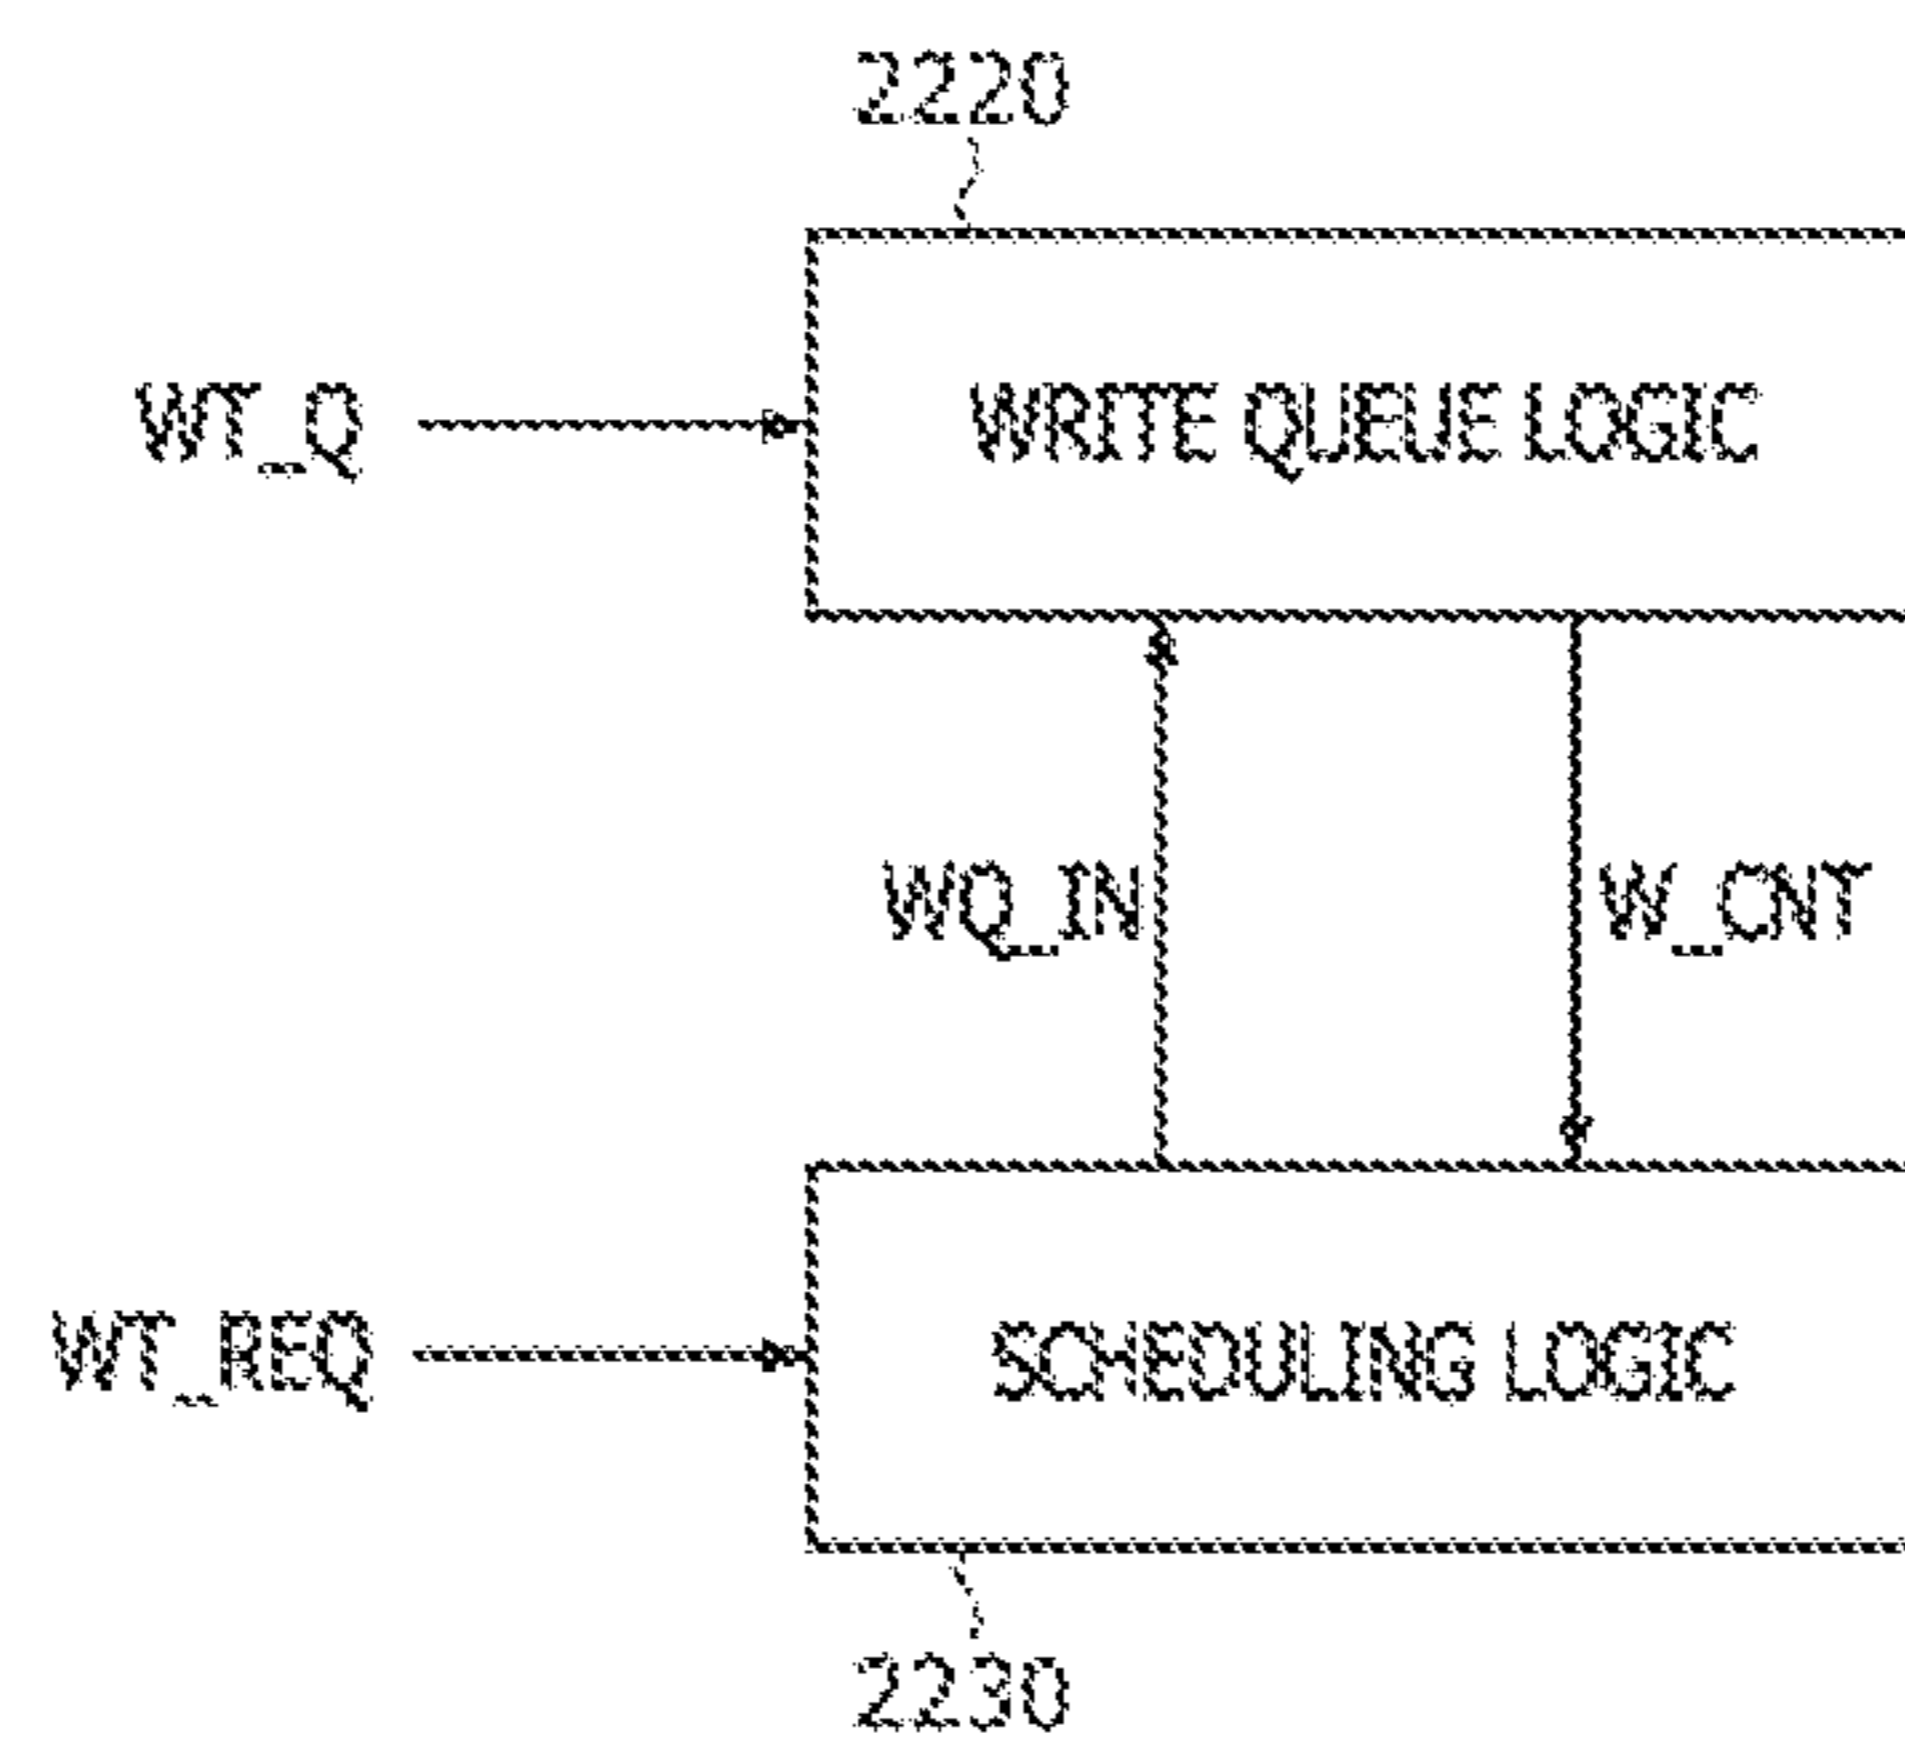 2220
WT_Q
WRITE QUEUE LOGIC
WQ_IN
W_CNT
WT_REQ
SCHEDULING LOGIC
2230